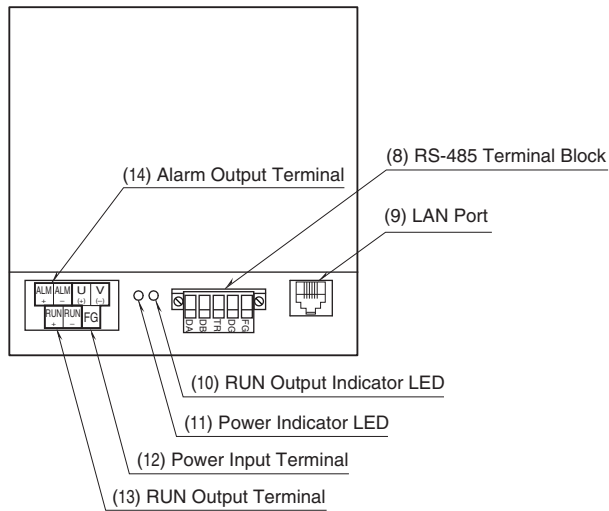 (8) RS-485 Terminal Block
(14) Alarm Output Terminal
(9) LAN Port
ALM + ALM – U (+) V (–)
RUN + RUN – FG
DA DB TR DG FG
(10) RUN Output Indicator LED
(11) Power Indicator LED
(12) Power Input Terminal
(13) RUN Output Terminal